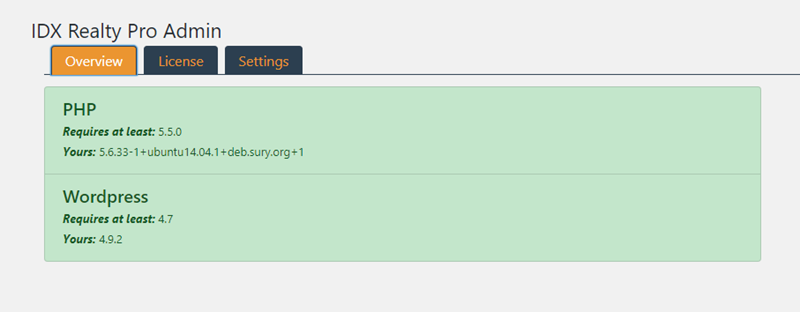 IDX Realty Pro Admin
Overview License Settings
PHP
Requires at least: 5.5.0
Yours: 5.6.33-1+ubuntu14.04.1+deb.sury.org+1
Wordpress
Requires at least: 4.7
Yours: 4.9.2